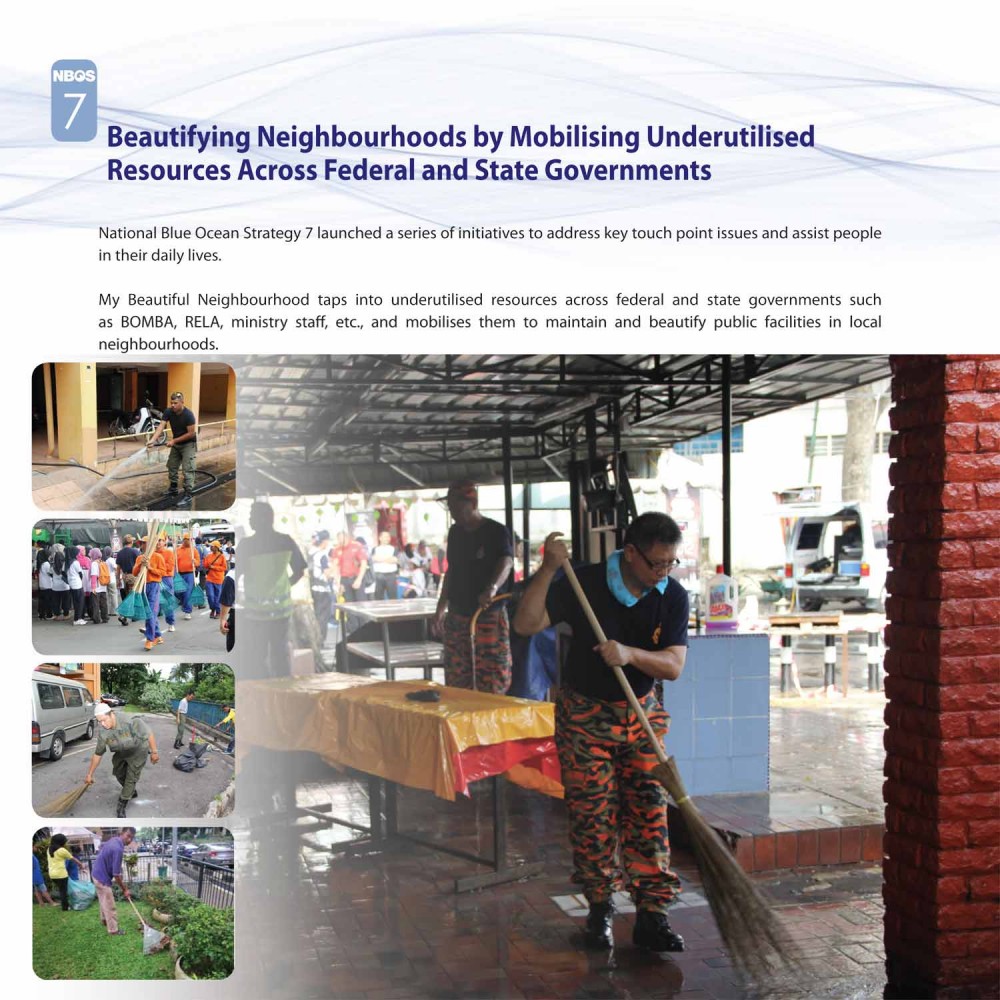 NBOS
7
Beautifying Neighbourhoods by Mobilising Underutilised
Resources Across Federal and State Governments
National Blue Ocean Strategy 7 launched a series of initiatives to address key touch point issues and assist people
in their daily lives.
My Beautiful Neighbourhood taps into underutilised resources across federal and state governments such
as BOMBA, RELA, ministry staff, etc., and mobilises them to maintain and beautify public facilities in local
neighbourhoods.